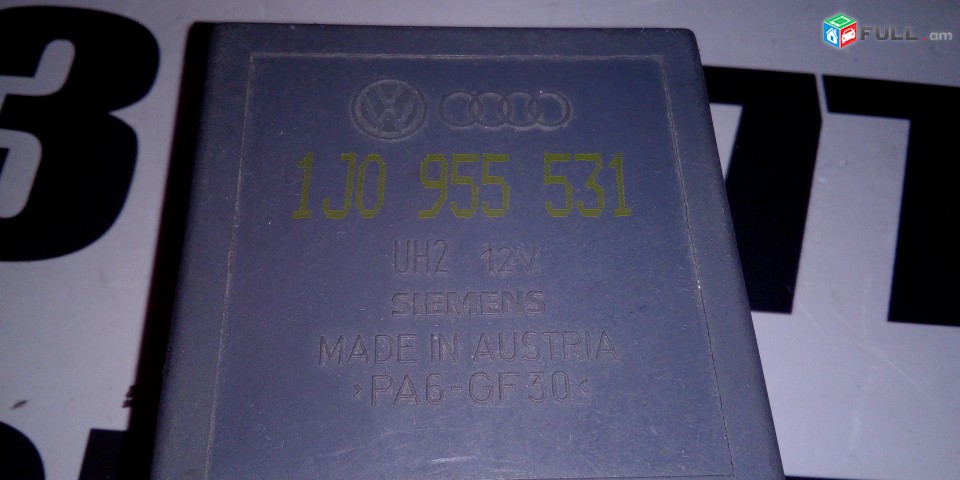 FULL.am
1J0 955 531
UH2 12V
SIEMENS
MADE IN AUSTRIA
>PA6-GF30<